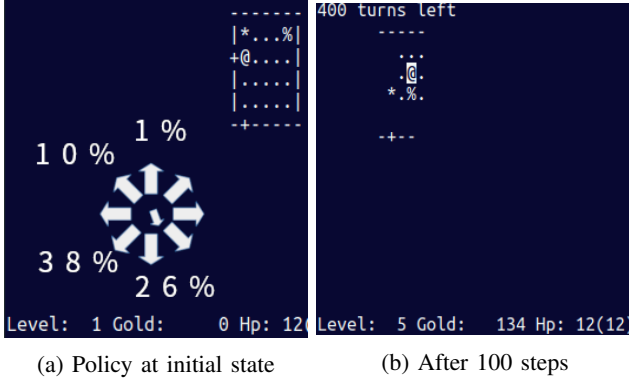 -------
|*...%|
+@....|
|.....|
|.....|
-+-----
1 %
1 0 %
3 8 %
2 6 %
Level:  1 Gold:      0 Hp: 12(
(a) Policy at initial state
400 turns left
-----
...
.@.
*.%.
-+--
Level:  5 Gold:    134 Hp: 12(12)
(b) After 100 steps